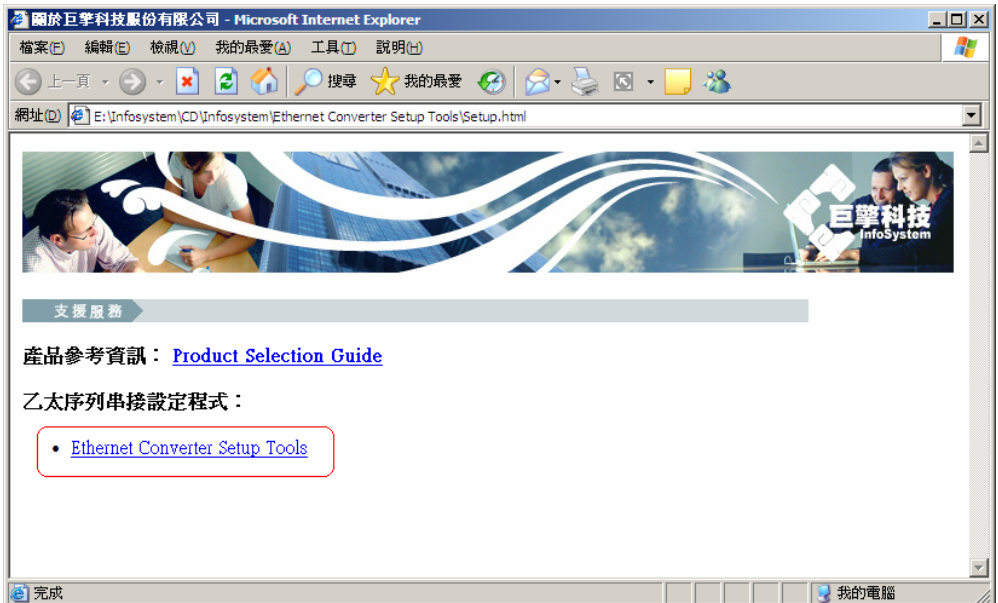 關於巨擎科技股份有限公司 - Microsoft Internet Explorer
檔案(F) 編輯(E) 檢視(V) 我的最愛(A) 工具(T) 說明(H)
上一頁 搜尋 我的最愛
網址(D) E:\Infosystem\CD\Infosystem\Ethernet Converter Setup Tools\Setup.html
巨擎科技
InfoSystem
支援服務
產品參考資訊： Product Selection Guide
乙太序列串接設定程式：
• Ethernet Converter Setup Tools
完成 我的電腦